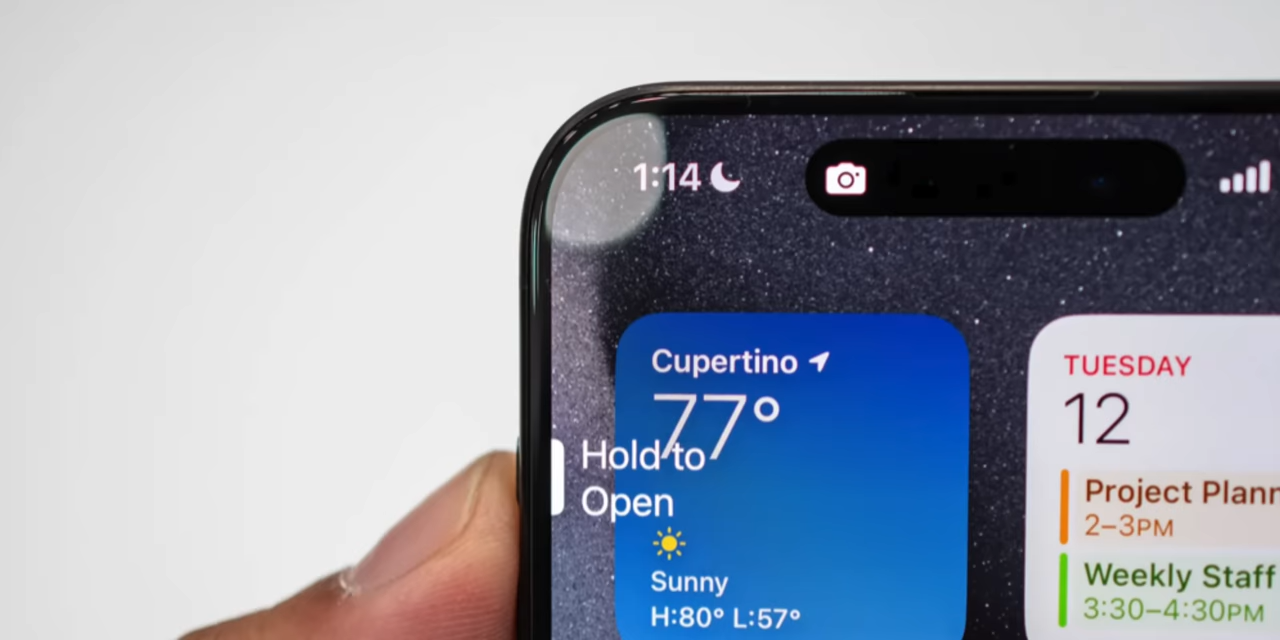 1:14
Cupertino
77°
Hold to
Open
Sunny
H:80° L:57°
TUESDAY
12
Project Plann
2–3PM
Weekly Staff
3:30–4:30PM